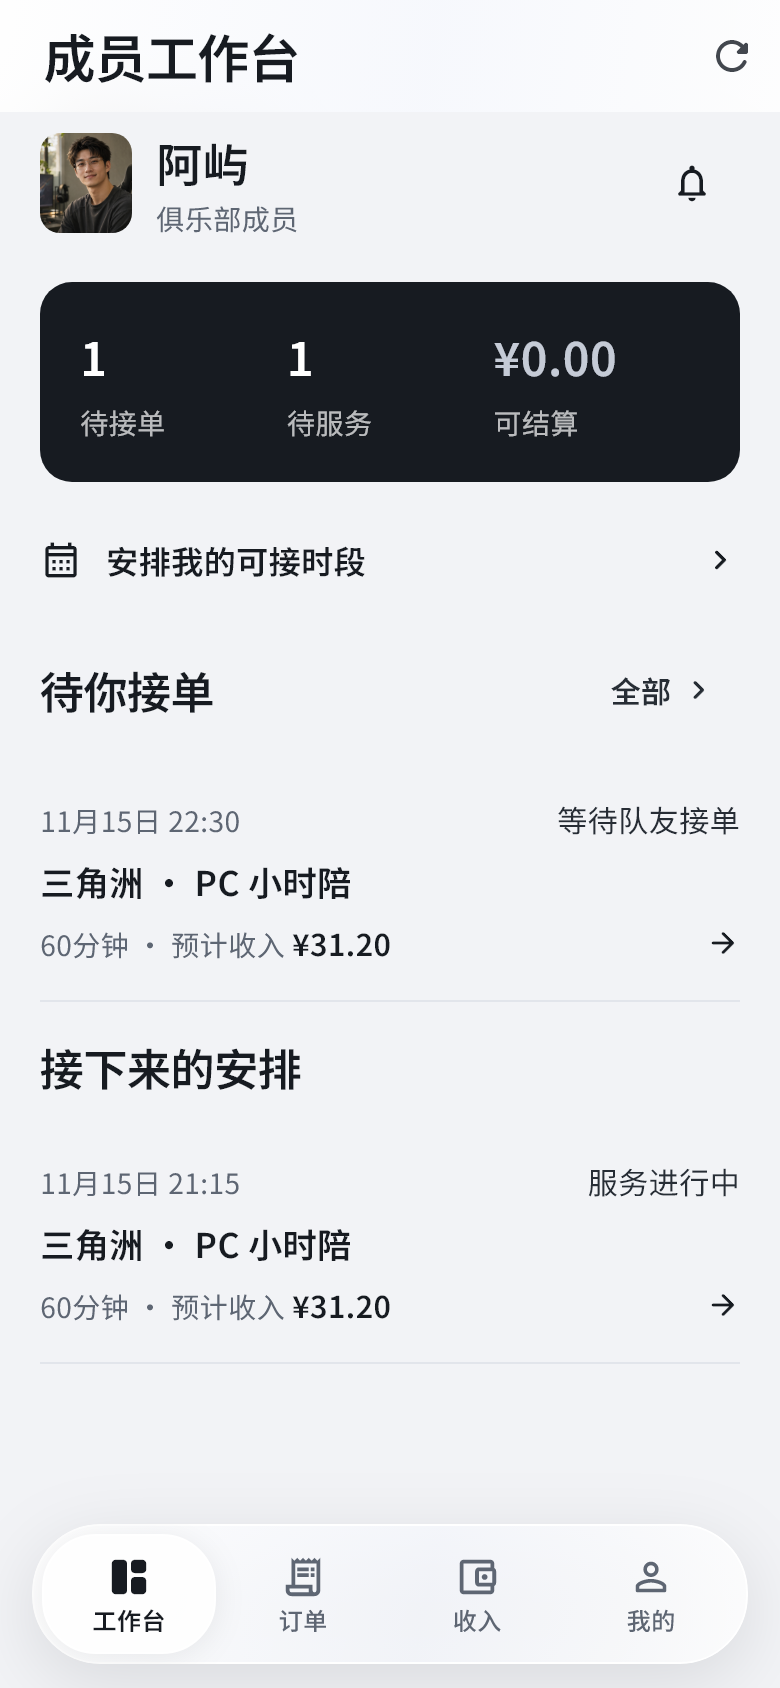 成员工作台
阿屿
俱乐部成员
1 1 ¥0.00
待接单 待服务 可结算
安排我的可接时段
待你接单 全部
11月15日 22:30 等待队友接单
三角洲 · PC 小时陪
60分钟 · 预计收入 ¥31.20
接下来的安排
11月15日 21:15 服务进行中
三角洲 · PC 小时陪
60分钟 · 预计收入 ¥31.20
工作台 订单 收入 我的